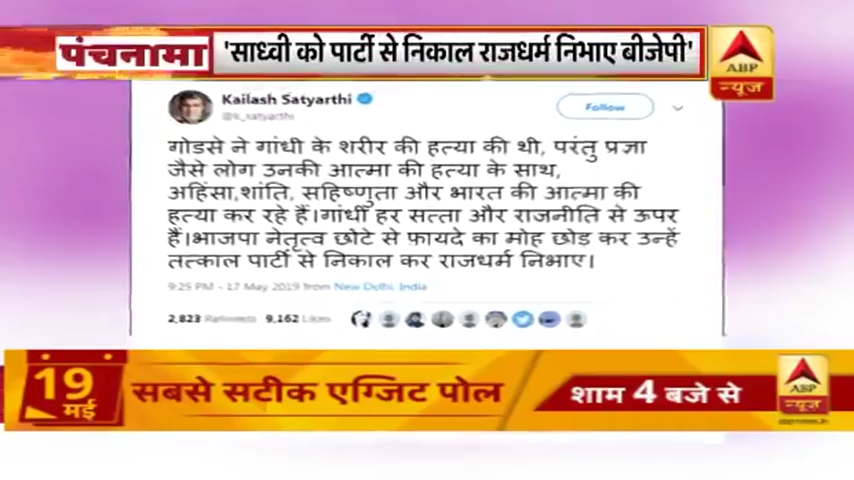 पंचनामा
'साध्वी को पार्टी से निकाल राजधर्म निभाए बीजेपी'
ABP
न्यूज़
Kailash Satyarthi
@k_satyarthi
Follow
गोडसे ने गांधी के शरीर की हत्या की थी, परंतु प्रज्ञा
जैसे लोग उनकी आत्मा की हत्या के साथ,
अहिंसा,शांति, सहिष्णुता और भारत की आत्मा की
हत्या कर रहे हैं।गांधी हर सत्ता और राजनीति से ऊपर
हैं।भाजपा नेतृत्व छोटे से फ़ायदे का मोह छोड़ कर उन्हें
तत्काल पार्टी से निकाल कर राजधर्म निभाए।
9:25 PM - 17 May 2019 from New Delhi, India
2,823 Retweets 9,162 Likes
19
मई
सबसे सटीक एग्जिट पोल
शाम 4 बजे से
ABP
न्यूज़
abpnews.in